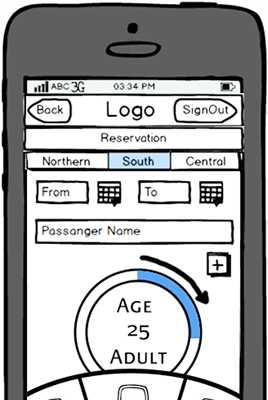 ABC 3G 03:34 PM
Back Logo SignOut
Reservation
Northern South Central
From To
Passanger Name
+
AGE
25
ADULT